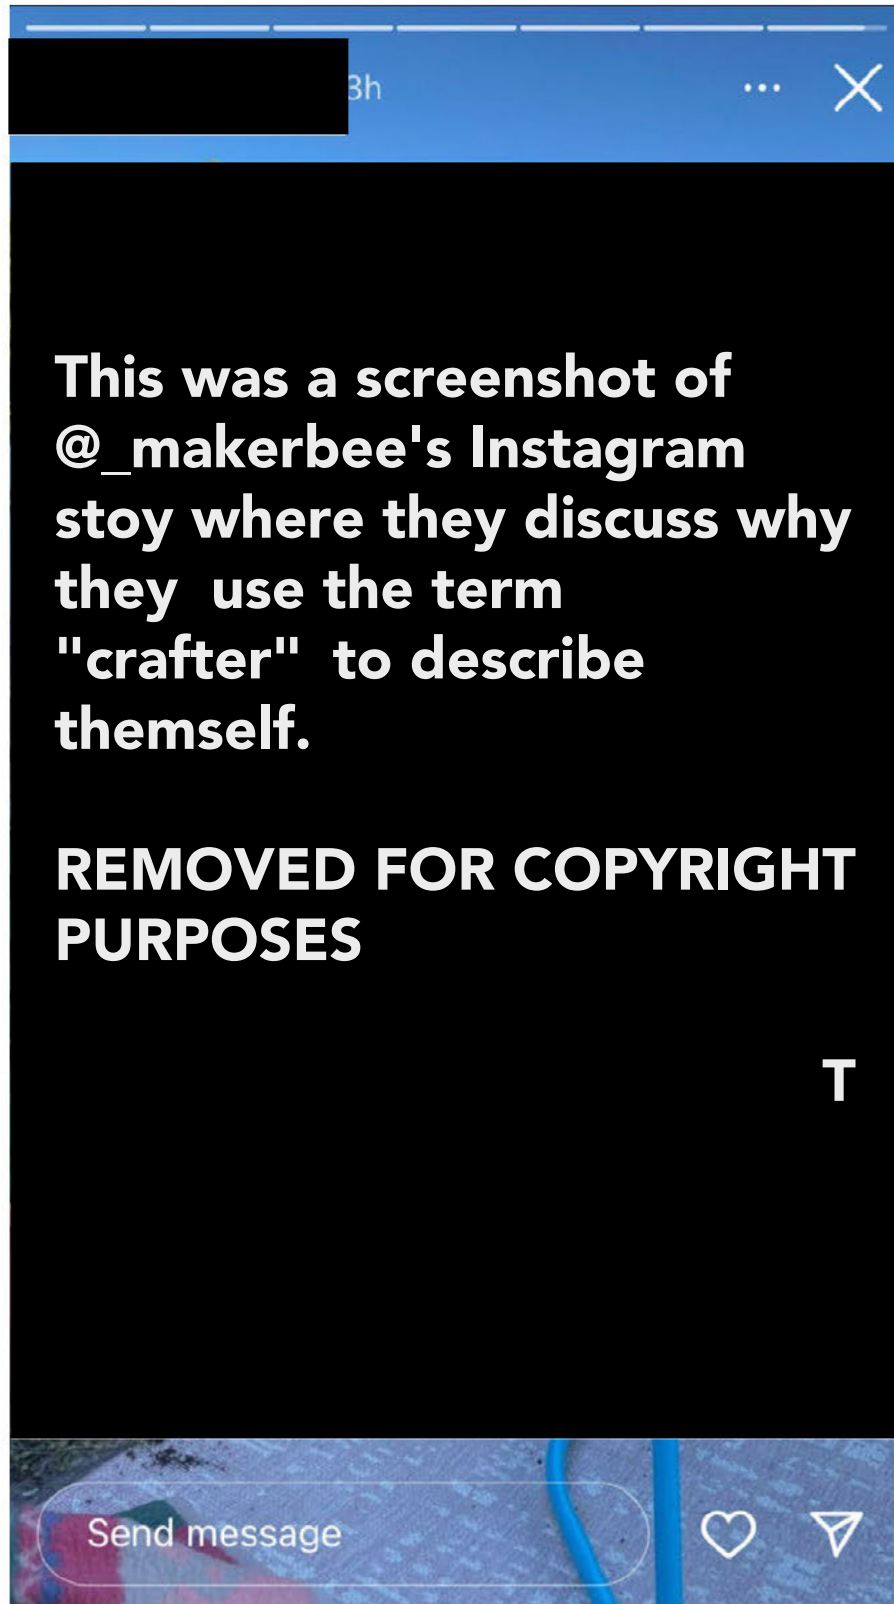 3h
This was a screenshot of
@_makerbee's Instagram
stoy where they discuss why
they  use the term
"crafter"  to describe
themself.
REMOVED FOR COPYRIGHT
PURPOSES
T
Send message